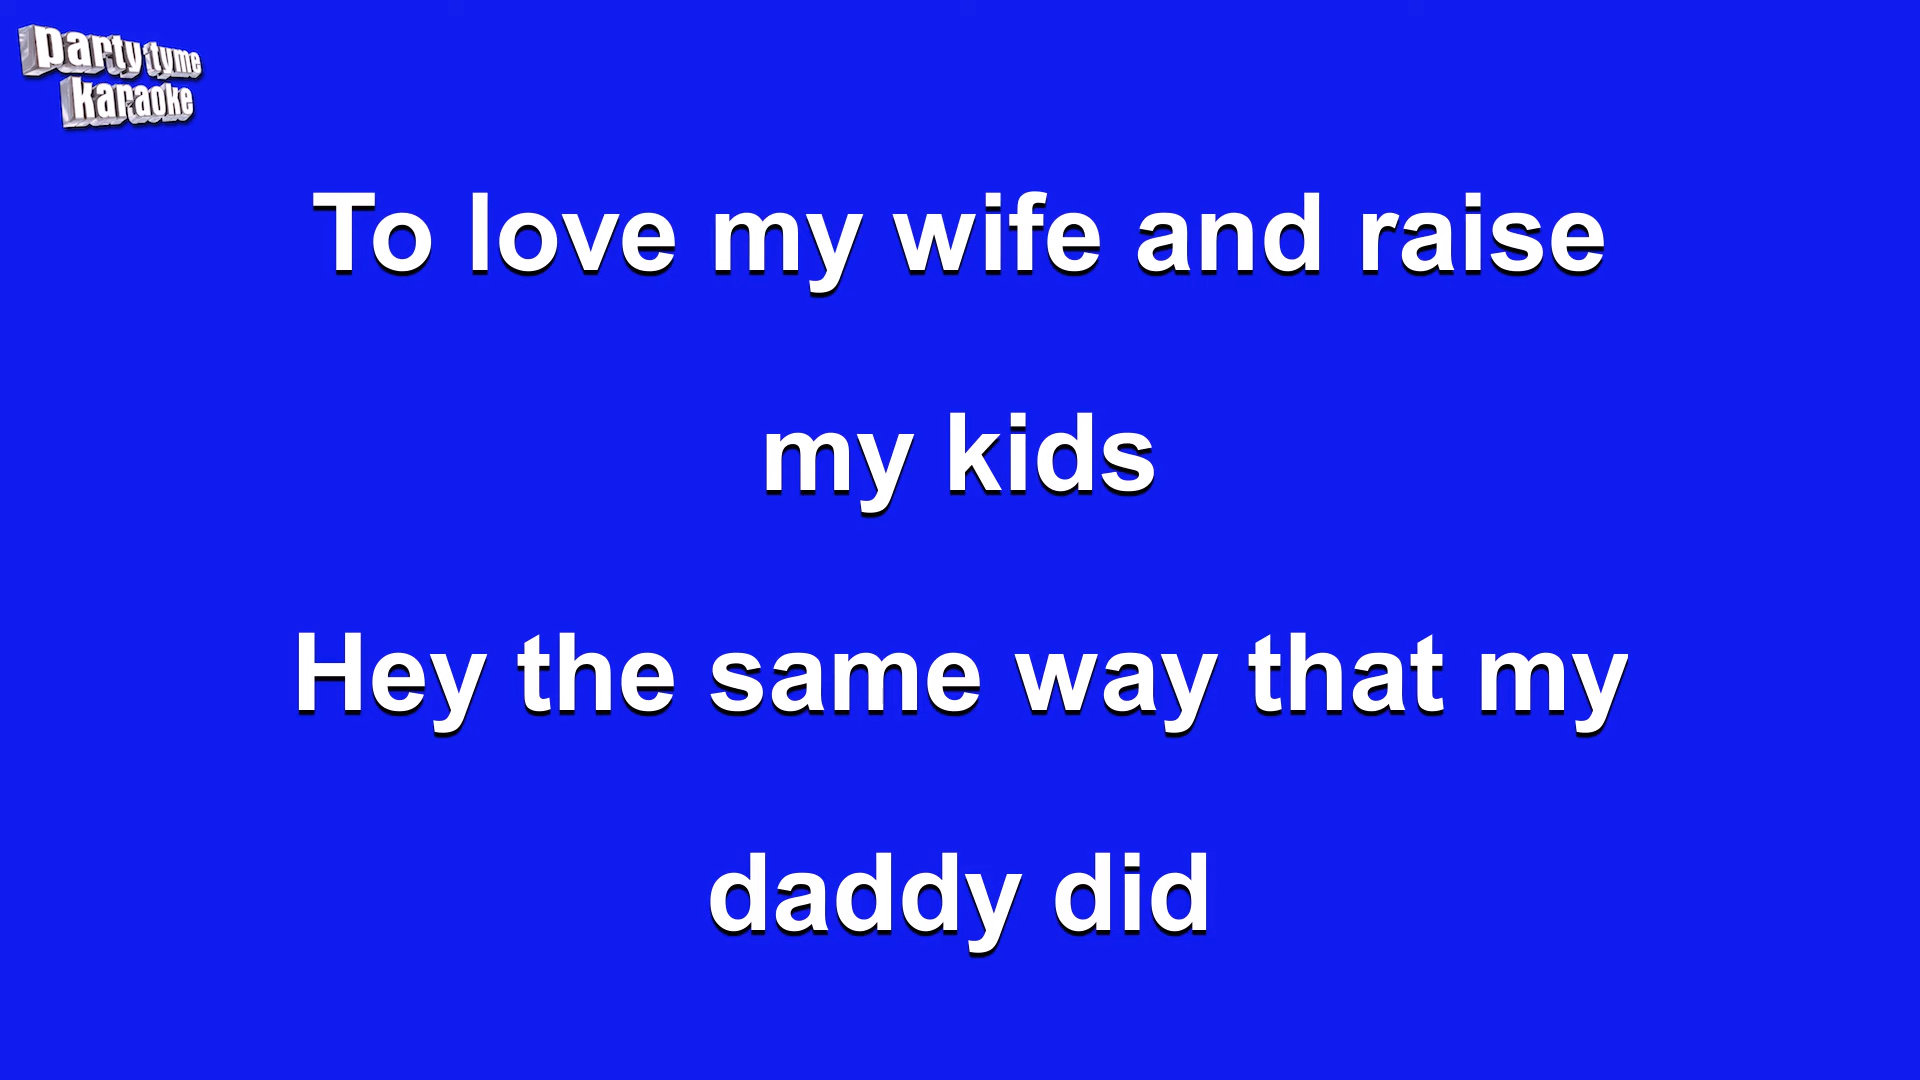 party tyme
karaoke
To love my wife and raise
my kids
Hey the same way that my
daddy did